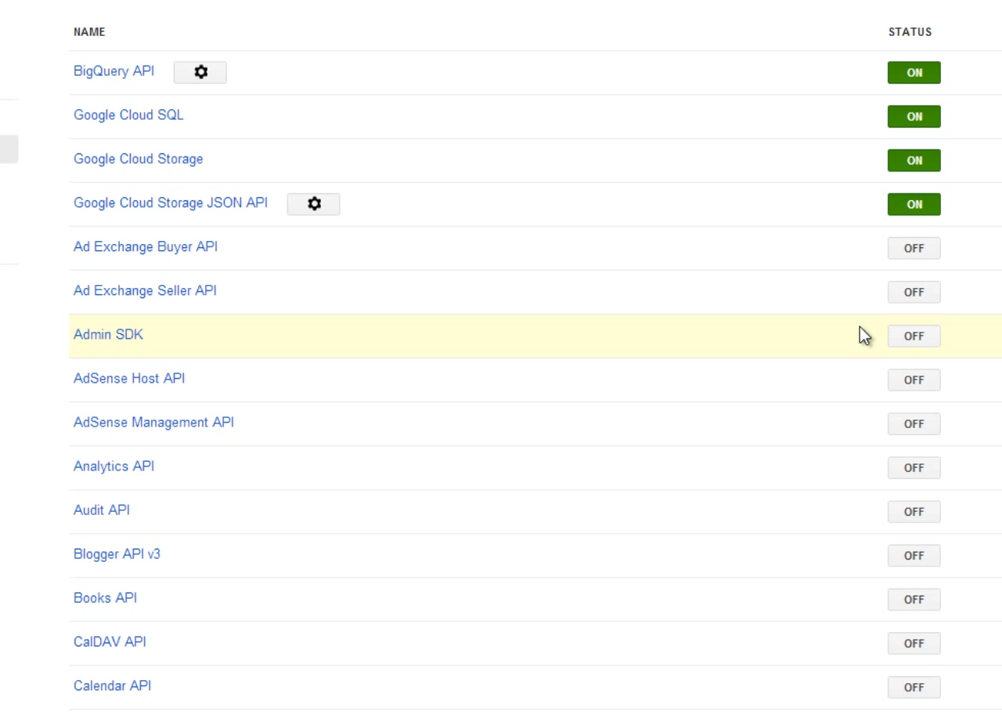 NAME STATUS
BigQuery API ON
Google Cloud SQL ON
Google Cloud Storage ON
Google Cloud Storage JSON API ON
Ad Exchange Buyer API OFF
Ad Exchange Seller API OFF
Admin SDK OFF
AdSense Host API OFF
AdSense Management API OFF
Analytics API OFF
Audit API OFF
Blogger API v3 OFF
Books API OFF
CalDAV API OFF
Calendar API OFF